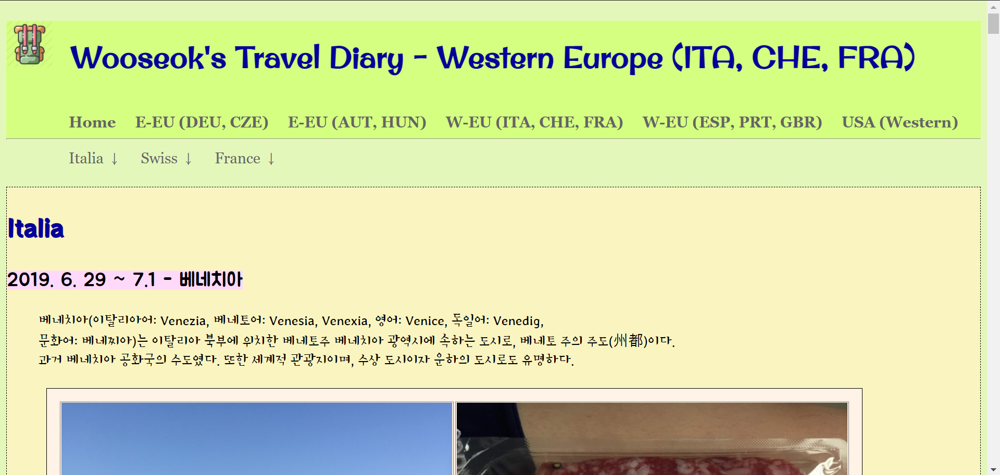 Wooseok's Travel Diary - Western Europe (ITA, CHE, FRA)
Home E-EU (DEU, CZE) E-EU (AUT, HUN) W-EU (ITA, CHE, FRA) W-EU (ESP, PRT, GBR) USA (Western)
Italia ↓ Swiss ↓ France ↓
Italia
2019. 6. 29 ~ 7.1 - 베네치아
베네치아(이탈리아어: Venezia, 베네토어: Venesia, Venexia, 영어: Venice, 독일어: Venedig,
문화어: 베네찌아)는 이탈리아 북부에 위치한 베네토주 베네치아 광역시에 속하는 도시로, 베네토 주의 주도(州都)이다.
과거 베네치아 공화국의 수도였다. 또한 세계적 관광지이며, 수상 도시이자 운하의 도시로도 유명하다.